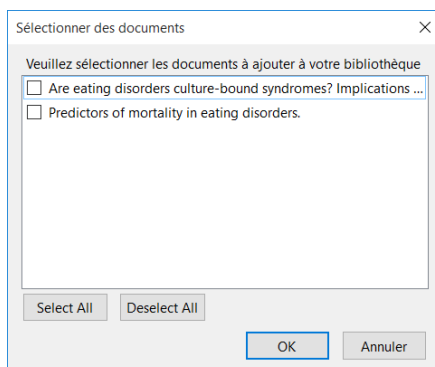 Sélectionner des documents
Veuillez sélectionner les documents à ajouter à votre bibliothèque
Are eating disorders culture-bound syndromes? Implications ...
Predictors of mortality in eating disorders.
Select All Deselect All
OK Annuler